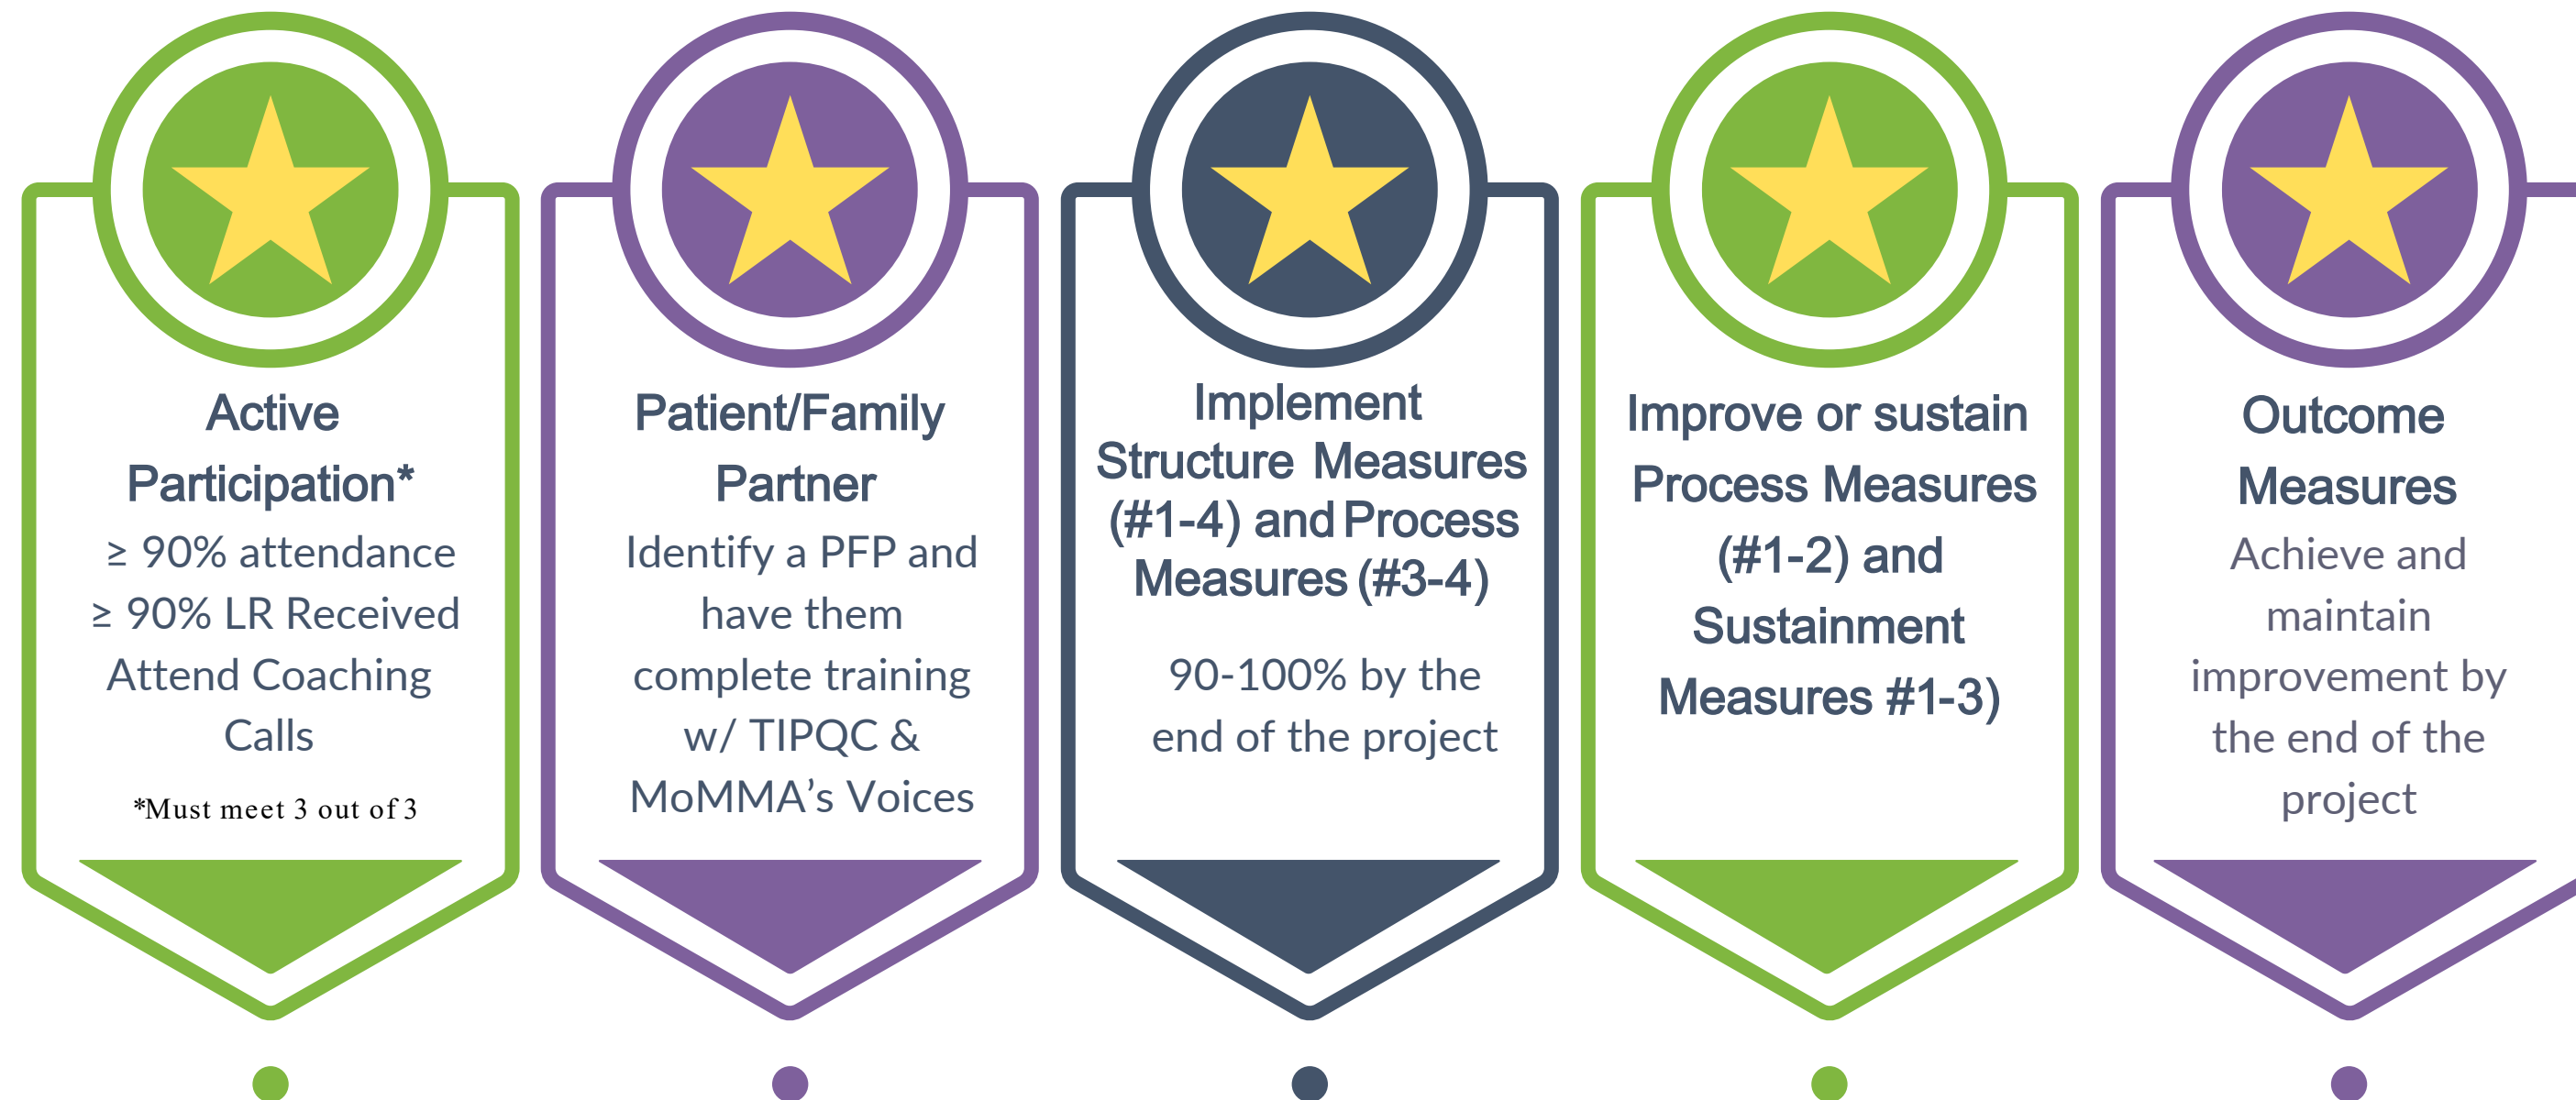 Active
Participation*
≥ 90% attendance
≥ 90% LR Received
Attend Coaching
Calls
*Must meet 3 out of 3
Patient/Family
Partner
Identify a PFP and
have them
complete training
w/ TIPQC &
MoMMA’s Voices
Implement
Structure Measures
(#1-4) and Process
Measures (#3-4)
90-100% by the
end of the project
Improve or sustain
Process Measures
(#1-2) and
Sustainment
Measures #1-3)
Outcome
Measures
Achieve and
maintain
improvement by
the end of the
project